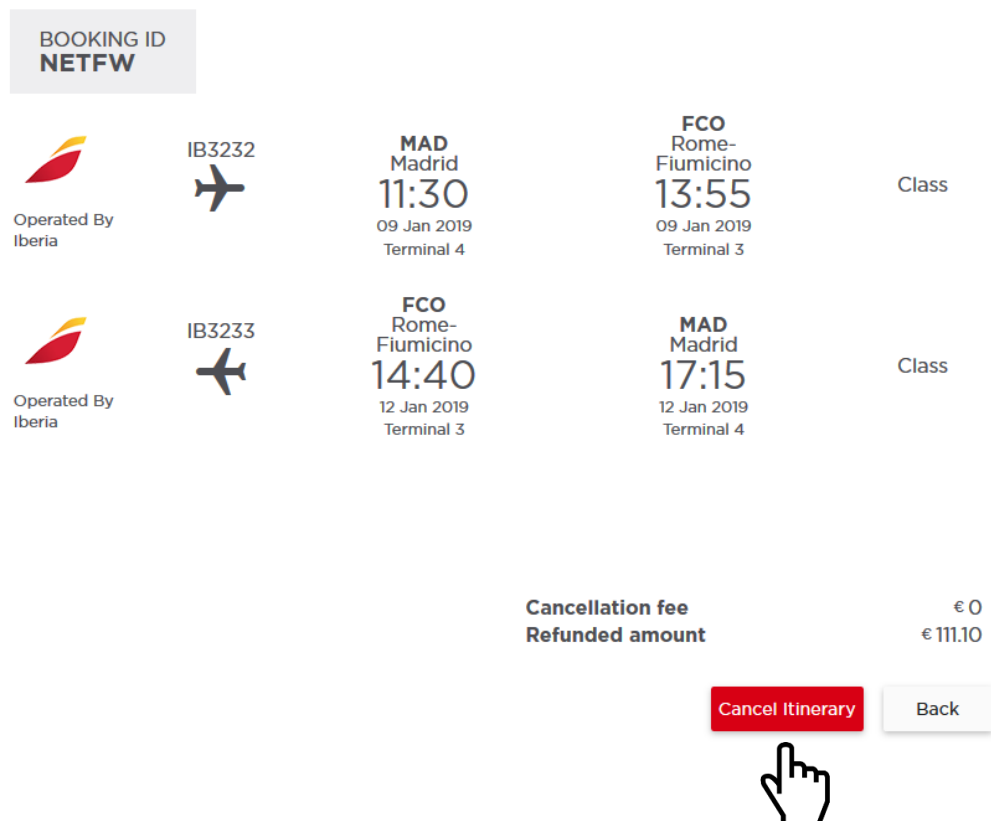 BOOKING ID
NETFW
IB3232
Operated By
Iberia
MAD
Madrid
11:30
09 Jan 2019
Terminal 4
FCO
Rome-
Fiumicino
13:55
09 Jan 2019
Terminal 3
Class
IB3233
Operated By
Iberia
FCO
Rome-
Fiumicino
14:40
12 Jan 2019
Terminal 3
MAD
Madrid
17:15
12 Jan 2019
Terminal 4
Class
Cancellation fee € 0
Refunded amount € 111.10
Cancel Itinerary Back